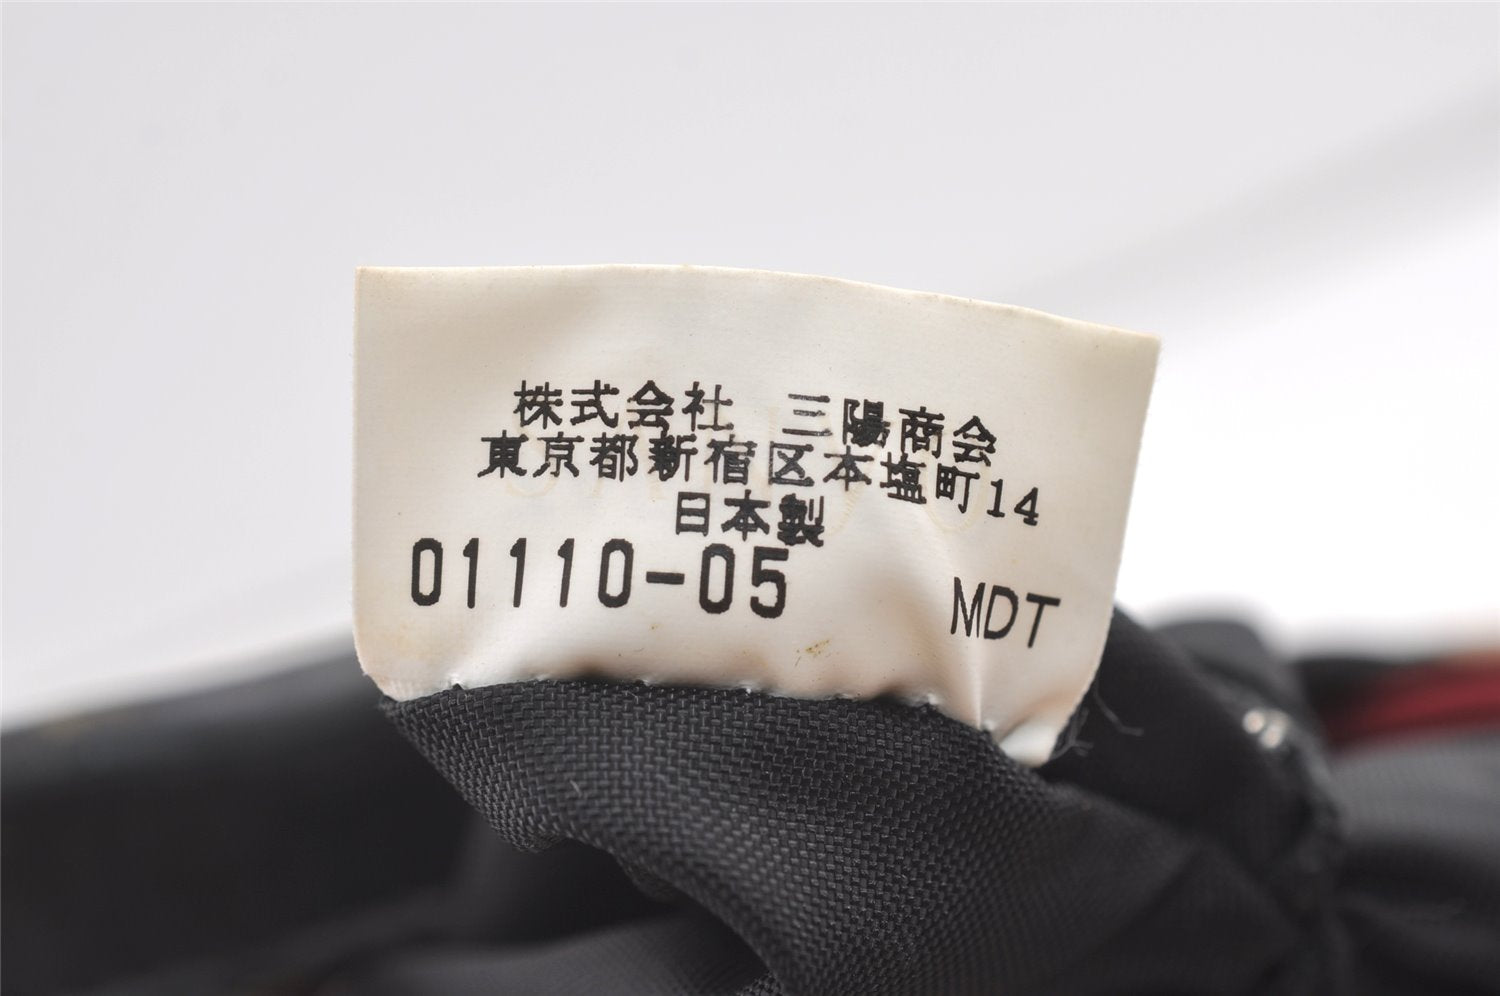 株式会社 三陽商会
東京都新宿区本塩町14
日本製
01110-05 MDT